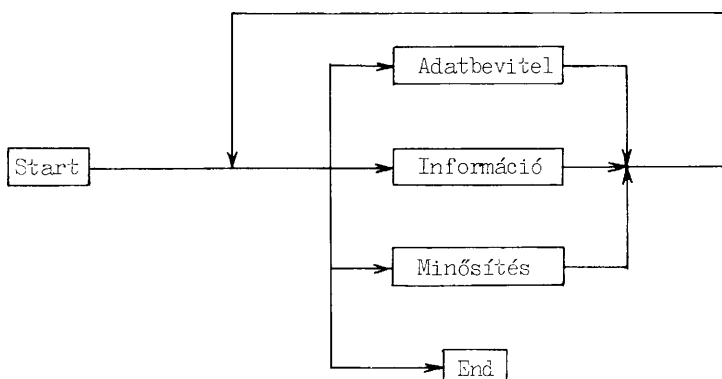 Adatbevitel
Start
Információ
Minősítés
End